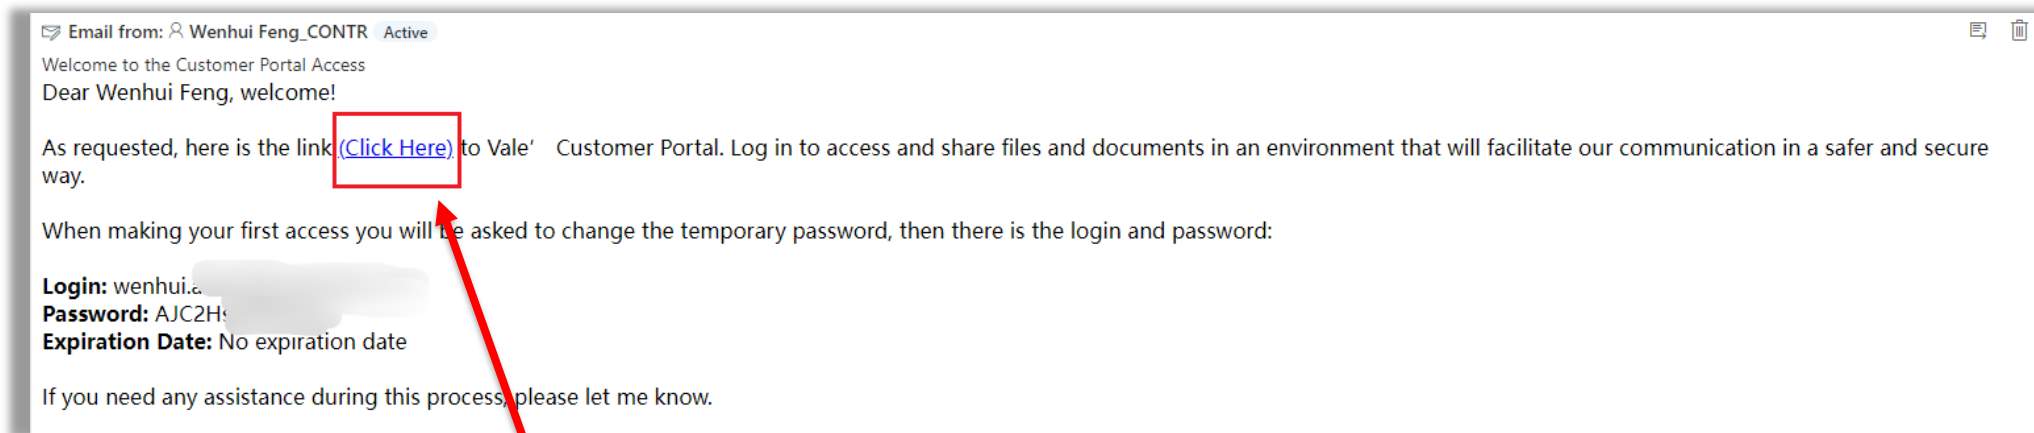 Email from: Wenhui Feng_CONTR Active
Welcome to the Customer Portal Access
Dear Wenhui Feng, welcome!
As requested, here is the link (Click Here) to Vale’ Customer Portal. Log in to access and share files and documents in an environment that will facilitate our communication in a safer and secure
way.
When making your first access you will be asked to change the temporary password, then there is the login and password:
Login:
Password:
Expiration Date: No expiration date
If you need any assistance during this process, please let me know.